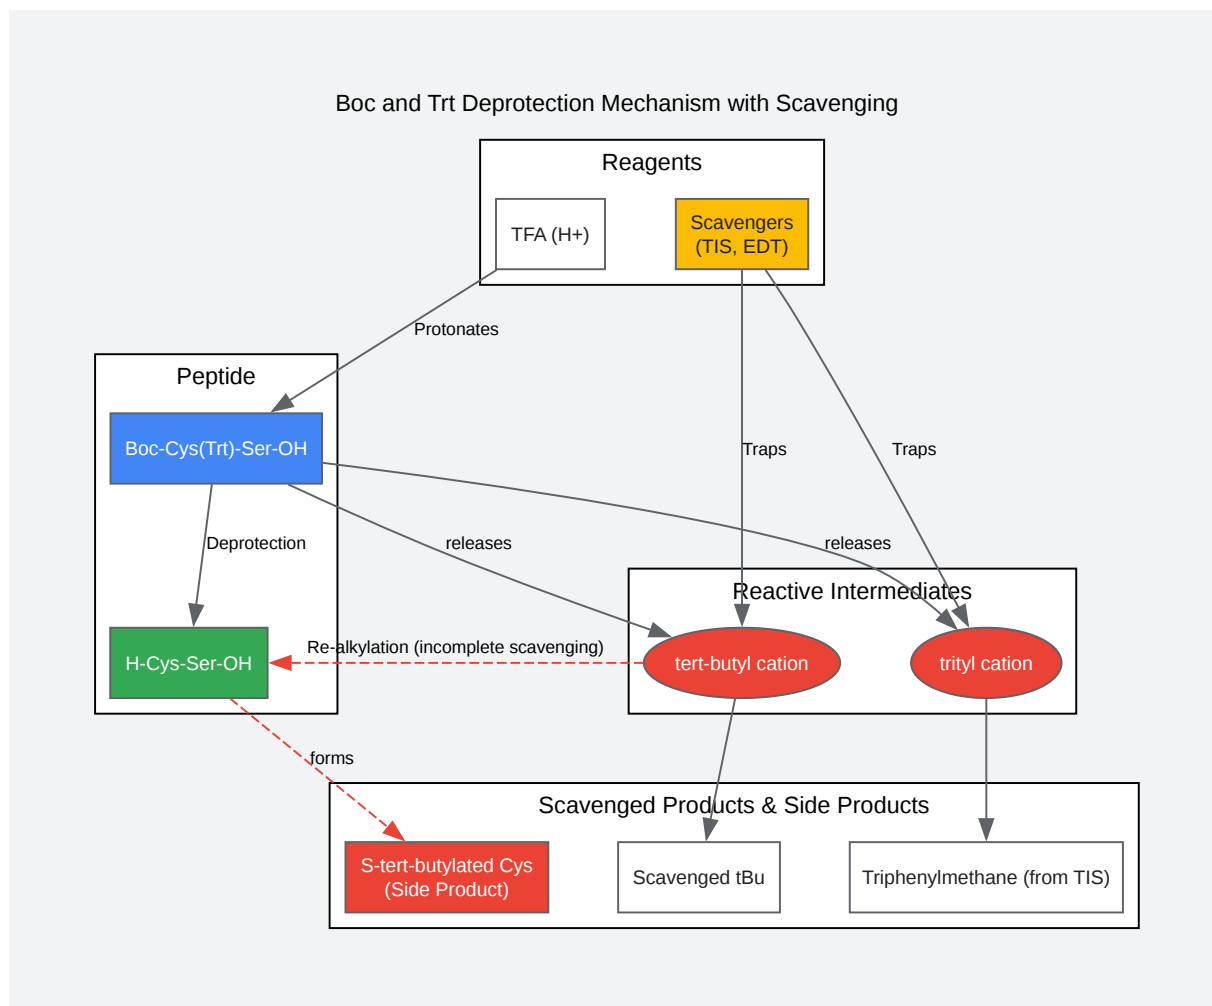 Boc and Trt Deprotection Mechanism with Scavenging
Reagents
TFA (H+)
Scavengers
(TIS, EDT)
Protonates
Peptide
Boc-Cys(Trt)-Ser-OH
Traps
Traps
Deprotection
releases
releases
Reactive Intermediates
Re-alkylation (incomplete scavenging)
H-Cys-Ser-OH
tert-butyl cation
trityl cation
forms
Scavenged Products & Side Products
S-tert-butylated Cys
(Side Product)
Scavenged tBu
Triphenylmethane (from TIS)